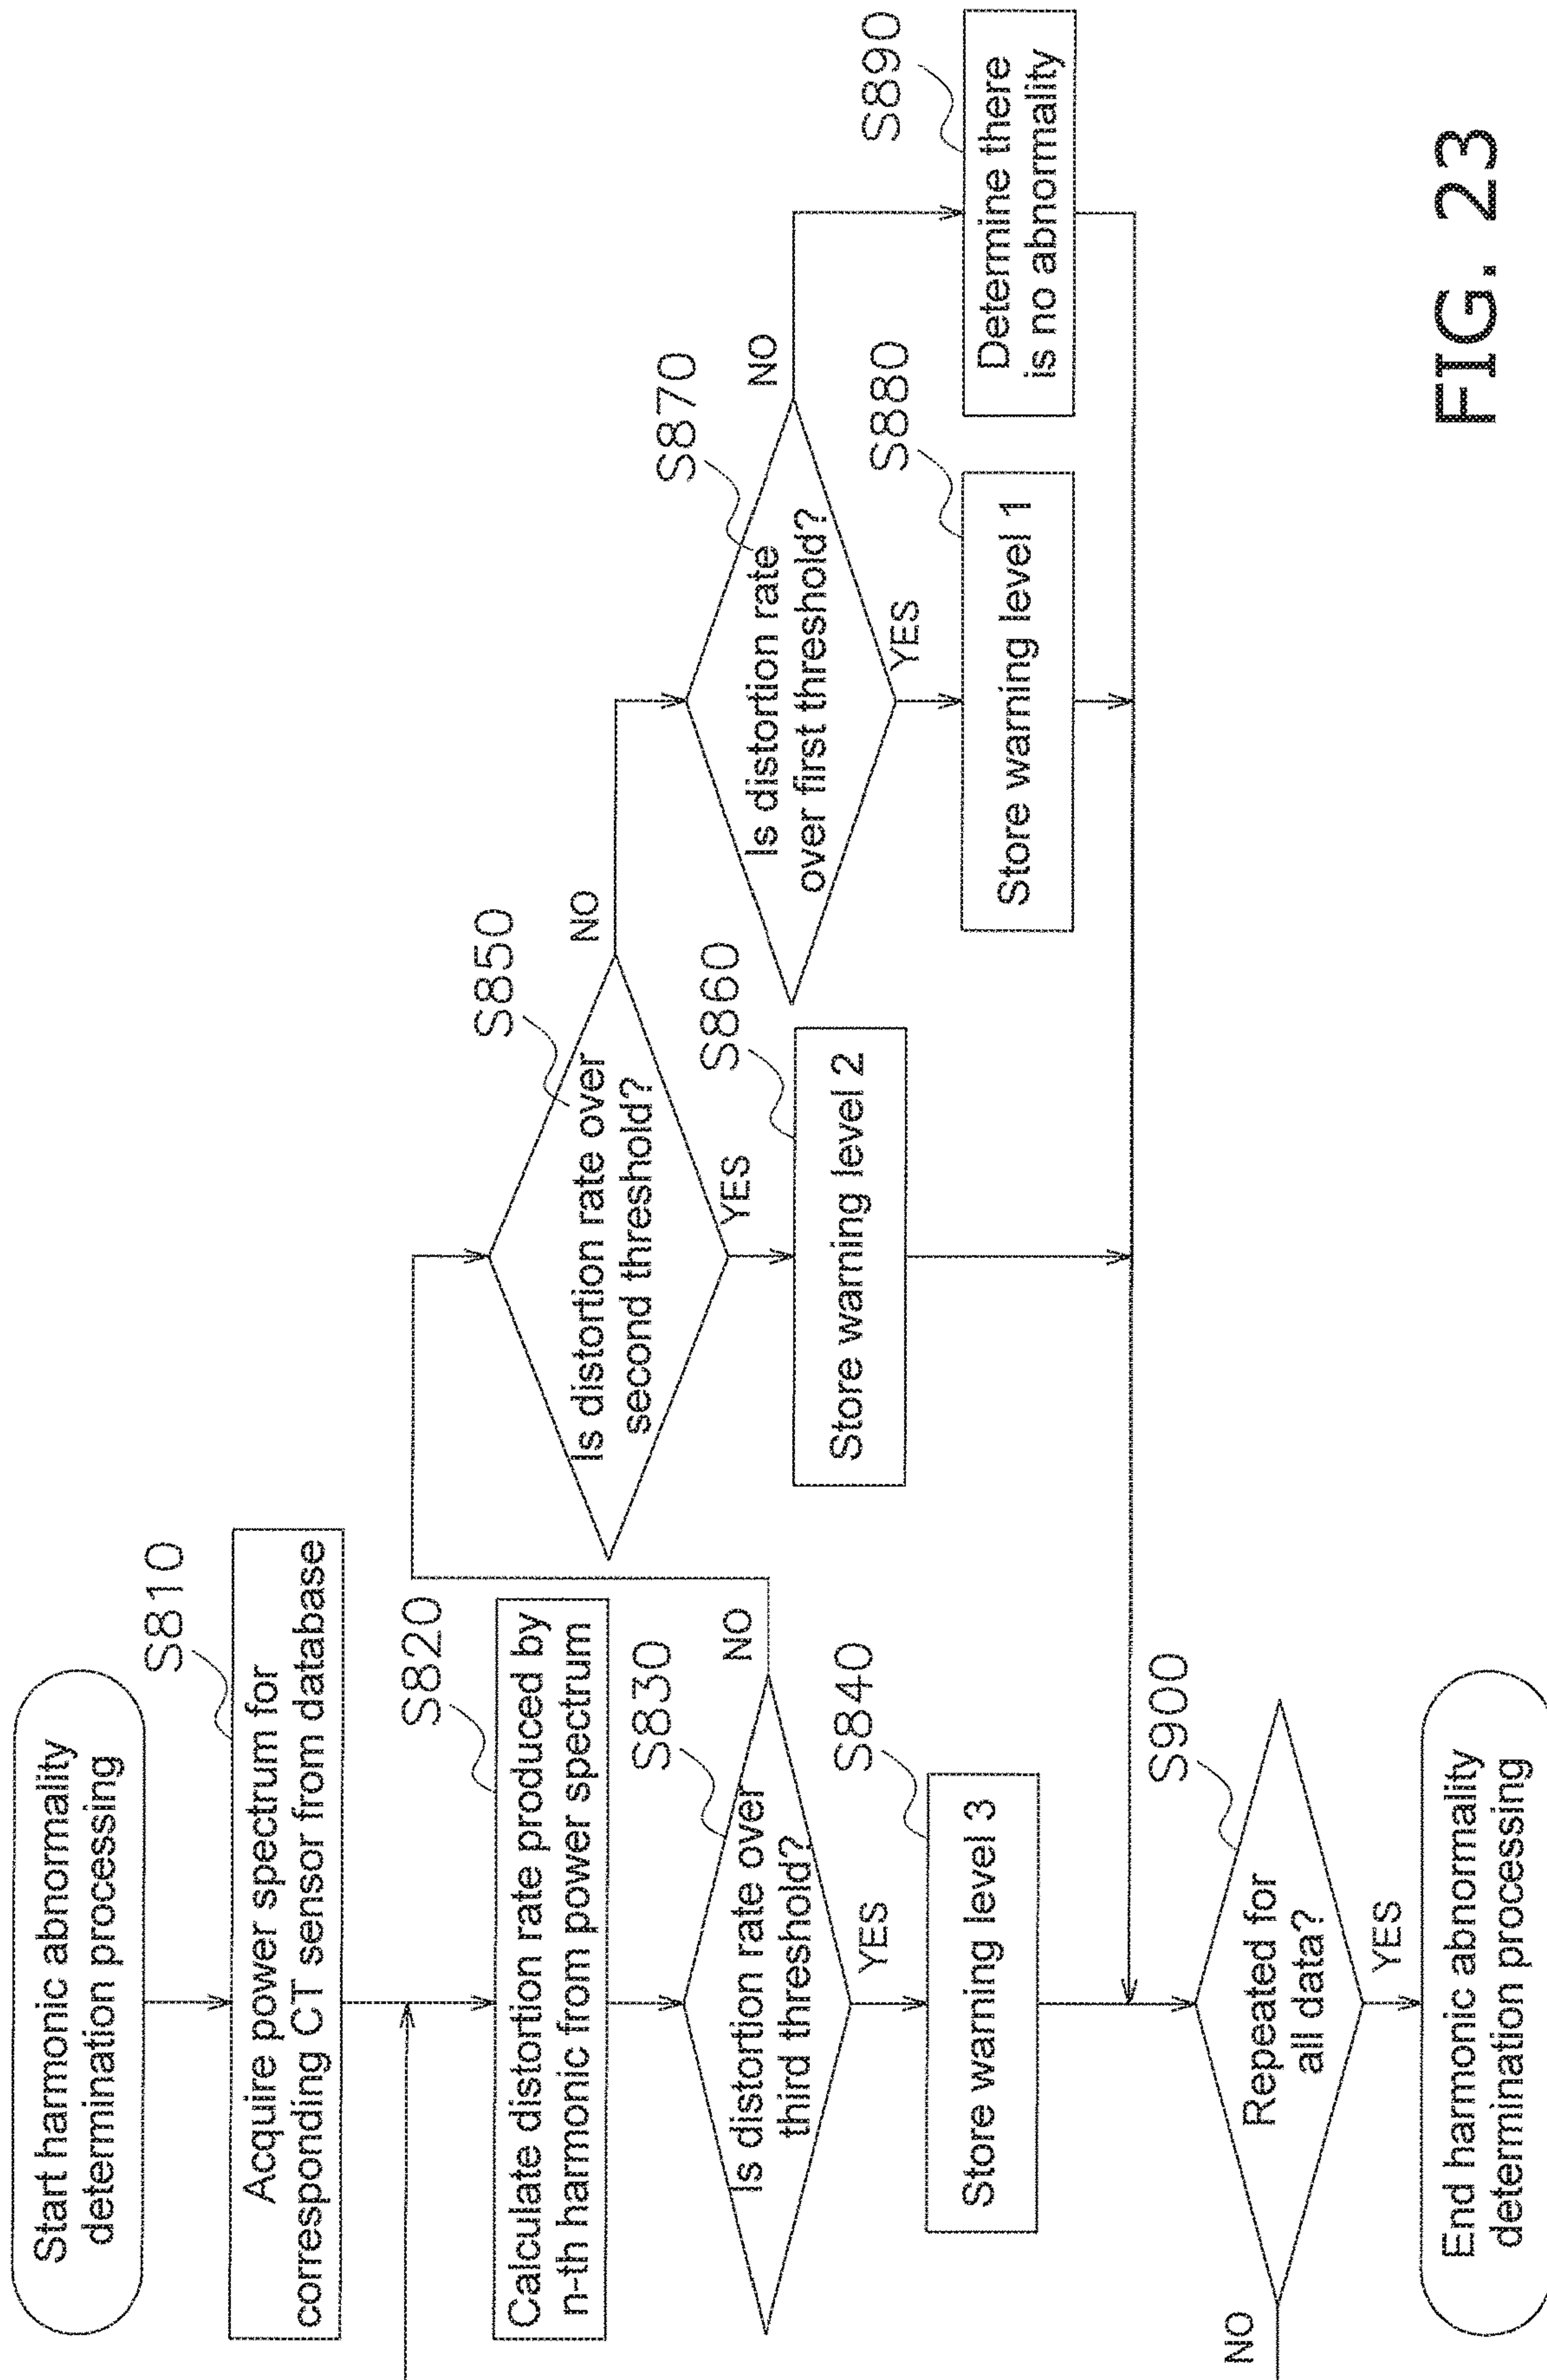 Start harmonic abnormality
determination processing
S810
Acquire power spectrum for
corresponding CT sensor from database
S820
Calculate distortion rate produced by
n-th harmonic from power spectrum
S830
Is distortion rate over
third threshold?
NO
YES
S840
Store warning level 3
S850
Is distortion rate over
second threshold?
NO
YES
S860
Store warning level 2
S870
Is distortion rate
over first threshold?
NO
YES
S880
Store warning level 1
S890
Determine there
is no abnormality
S900
Repeated for
all data?
NO
YES
End harmonic abnormality
determination processing
FIG. 23